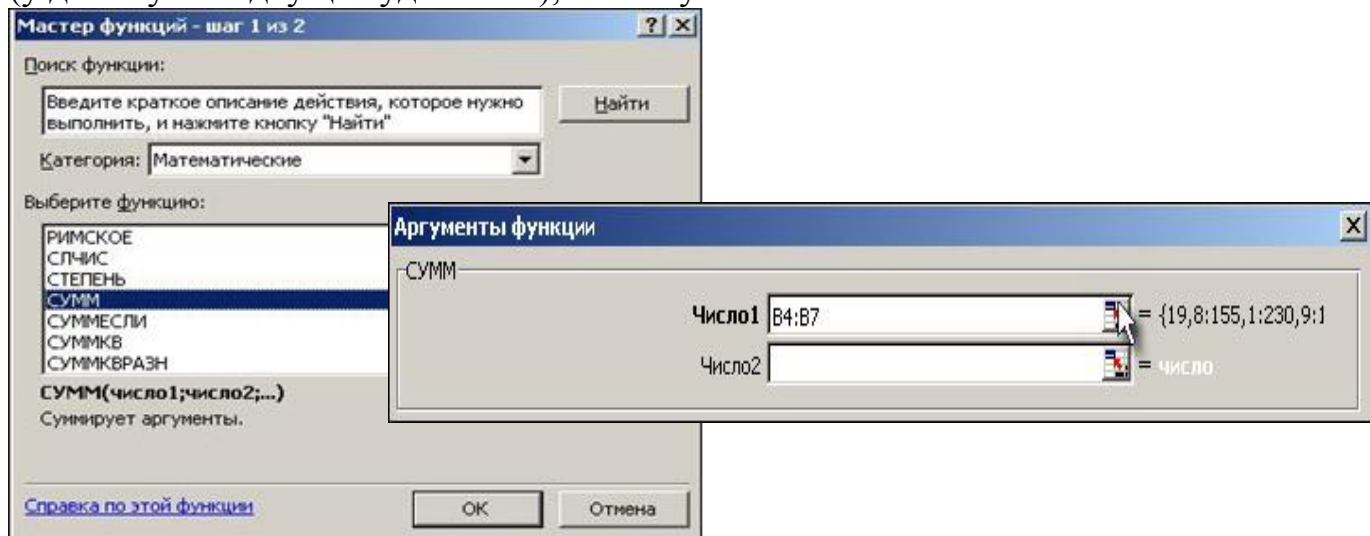 Мастер функций - шаг 1 из 2
Поиск функции:
Введите краткое описание действия, которое нужно
выполнить, и нажмите кнопку "Найти"
Найти
Категория: Математические
Выберите функцию:
РИМСКОЕ
СЛЧИС
СТЕПЕНЬ
СУММ
СУММЕСЛИ
СУММКВ
СУММКВРАЗН
СУММ(число1;число2;...)
Суммирует аргументы.
Справка по этой функции
ОК
Отмена
Аргументы функции
СУММ
Число1 B4:B7 = {19,8:155,1:230,9:1
Число2 = число